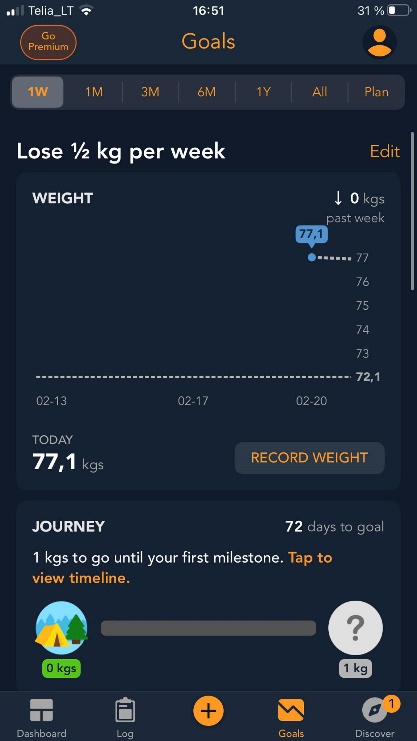 Telia_LT 16:51 31 %
Go
Premium
Goals
1W 1M 3M 6M 1Y All Plan
Lose ½ kg per week Edit
WEIGHT ↓ 0 kgs
past week
77,1
77
76
75
74
73
72,1
02-13 02-17 02-20
TODAY
77,1 kgs RECORD WEIGHT
JOURNEY 72 days to goal
1 kgs to go until your first milestone. Tap to
view timeline.
?
0 kgs 1 kg
1
Dashboard Log + Goals Discover